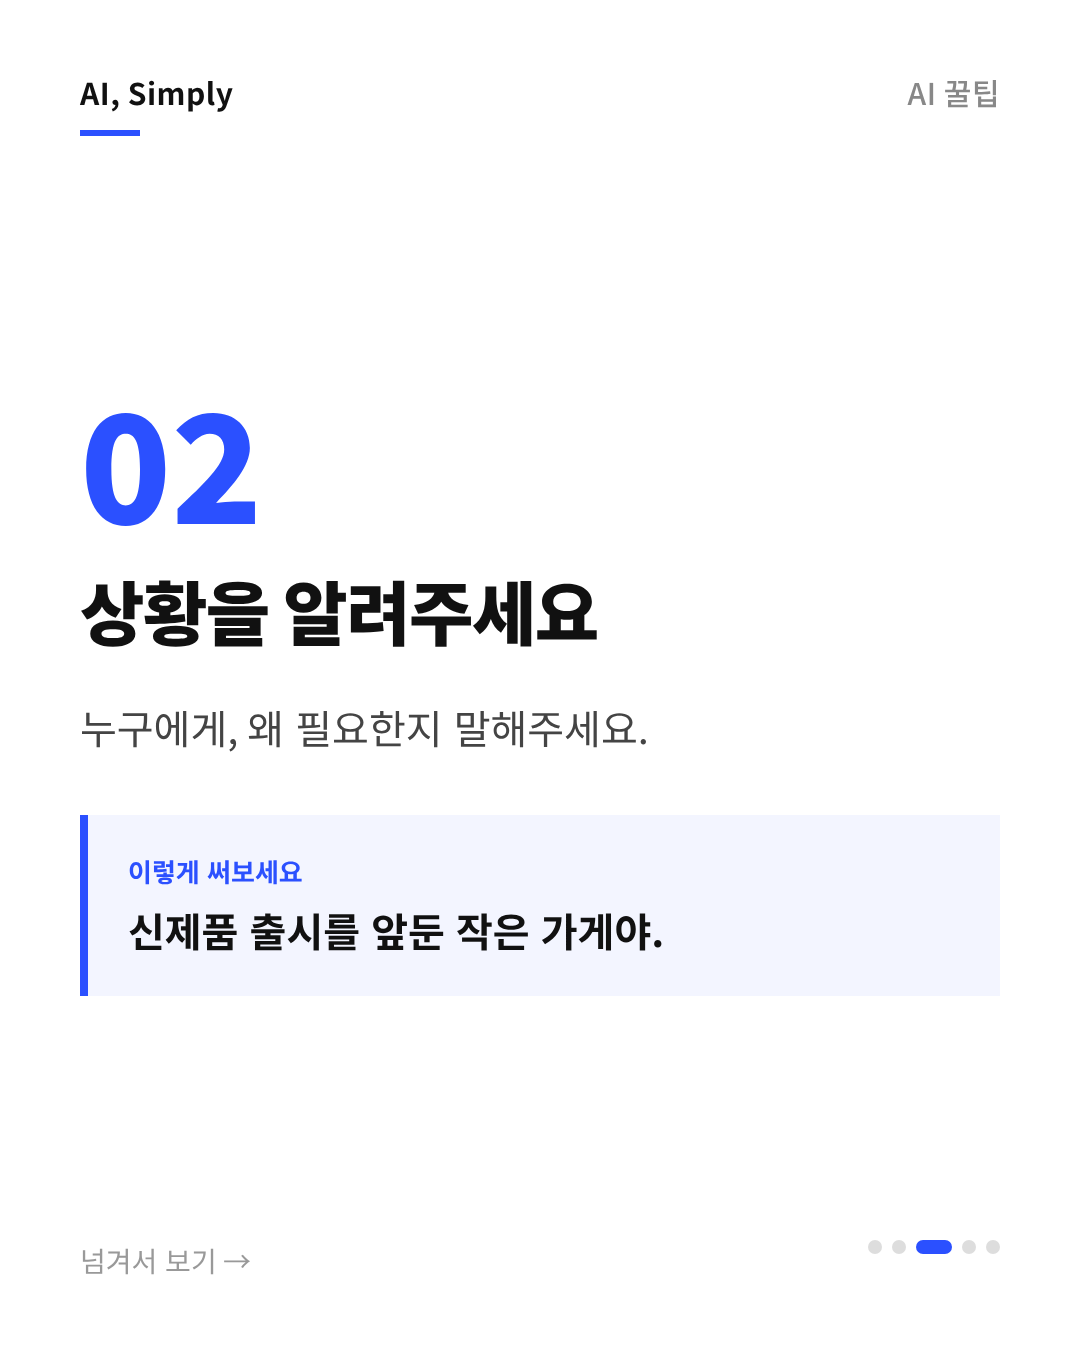 AI, Simply
AI 꿀팁
02
상황을 알려주세요
누구에게, 왜 필요한지 말해주세요.
이렇게 써보세요
신제품 출시를 앞둔 작은 가게야.
넘겨서 보기 →